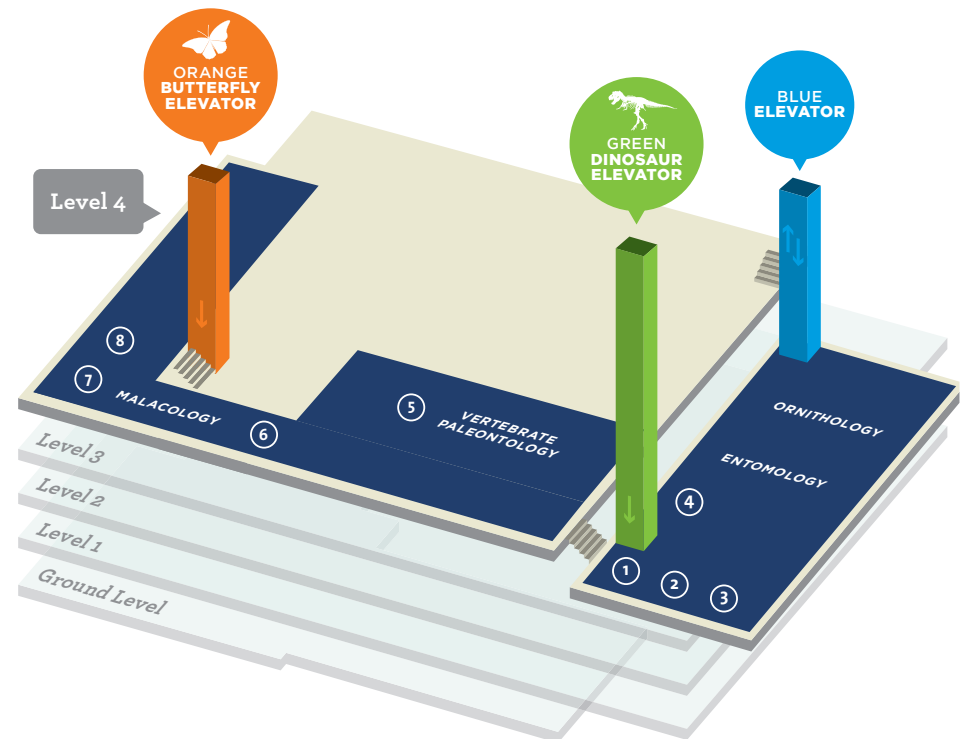 ORANGE
BUTTERFLY
ELEVATOR
GREEN
DINOSAUR
ELEVATOR
BLUE
ELEVATOR
Level 4
8
7
MALACOLOGY
6
5
VERTEBRATE
PALEONTOLOGY
ORNITHOLOGY
ENTOMOLOGY
4
1
2
3
Level 3
Level 2
Level 1
Ground Level